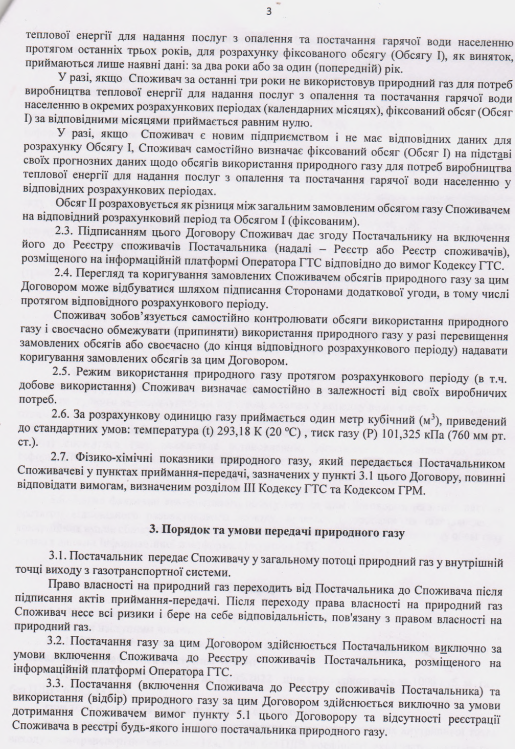 3
теплової енергії для надання послуг з опалення та постачання гарячої води населенню
протягом останніх трьох років, для розрахунку фіксованого обсягу (Обсягу I), як виняток,
приймаються лише наявні дані: за два роки або за один (попередній) рік.
У разі, якщо Споживач за останні три роки не використовував природний газ для потреб
виробництва теплової енергії для надання послуг з опалення та постачання гарячої води
населенню в окремих розрахункових періодах (календарних місяцях), фіксований обсяг (Обсяг
I) за відповідними місяцями приймається равним нулю.
У разі, якщо Споживач є новим підприємством і не має відповідних даних для
розрахунку Обсягу I, Споживач самостійно визначає фіксований обсяг (Обсяг I) на підставі
своїх прогнозних даних щодо обсягів використання природного газу для потреб виробництва
теплової енергії для надання послуг з опалення та постачання гарячої води населенню у
відповідних розрахункових періодах.
Обсяг II розраховується як різниця між загальним замовленим обсягом газу Споживачем
на відповідний розрахунковий період та Обсягом I (фіксованим).
2.3. Підписанням цього Договору Споживач дає згоду Постачальнику на включення
його до Реєстру споживачів Постачальника (надалі – Реєстр або Реєстр споживачів),
розміщеного на інформаційній платформі Оператора ГТС відповідно до вимог Кодексу ГТС.
2.4. Перегляд та коригування замовлених Споживачем обсягів природного газу за цим
Договором може відбуватися шляхом підписання Сторонами додаткової угоди, в тому числі
протягом відповідного розрахункового періоду.
Споживач зобов'язується самостійно контролювати обсяги використання природного
газу і своєчасно обмежувати (припиняти) використання природного газу у разі перевищення
замовлених обсягів або своєчасно (до кінця відповідного розрахункового періоду) надавати
коригування замовлених обсягів за цим Договором.
2.5. Режим використання природного газу протягом розрахункового періоду (в т.ч.
добове використання) Споживач визначає самостійно в залежності від своїх виробничих
потреб.
2.6. За розрахункову одиницю газу приймається один метр кубічний (м³), приведений
до стандартних умов: температура (t) 293,18 К (20 ºС) , тиск газу (Р) 101,325 кПа (760 мм рт.
ст.).
2.7. Фізико-хімічні показники природного газу, який передається Постачальником
Споживачеві у пунктах приймання-передачі, зазначених у пункті 3.1 цього Договору, повинні
відповідати вимогам, визначеним розділом III Кодексу ГТС та Кодексом ГРМ.
3. Порядок та умови передачі природного газу
3.1. Постачальник передає Споживачу у загальному потоці природний газ у внутрішній
точці виходу з газотранспортної системи.
Право власності на природний газ переходить від Постачальника до Споживача після
підписання актів приймання-передачі. Після переходу права власності на природний газ
Споживач несе всі ризики і бере на себе відповідальність, пов'язану з правом власності на
природний газ.
3.2. Постачання газу за цим Договором здійснюється Постачальником виключно за
умови включення Споживача до Реєстру споживачів Постачальника, розміщеного на
інформаційній платформі Оператора ГТС.
3.3. Постачання (включення Споживача до Реєстру споживачів Постачальника) та
використання (відбір) природного газу за цим Договором здійснюється виключно за умови
дотримання Споживачем вимог пункту 5.1 цього Договорору та відсутності реєстрації
Споживача в реєстрі будь-якого іншого постачальника природного газу.